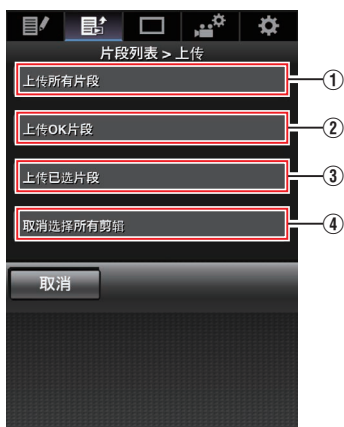 片段列表 > 上传
上传所有片段 ①
上传OK片段 ②
上传已选片段 ③
取消选择所有剪辑 ④
取消